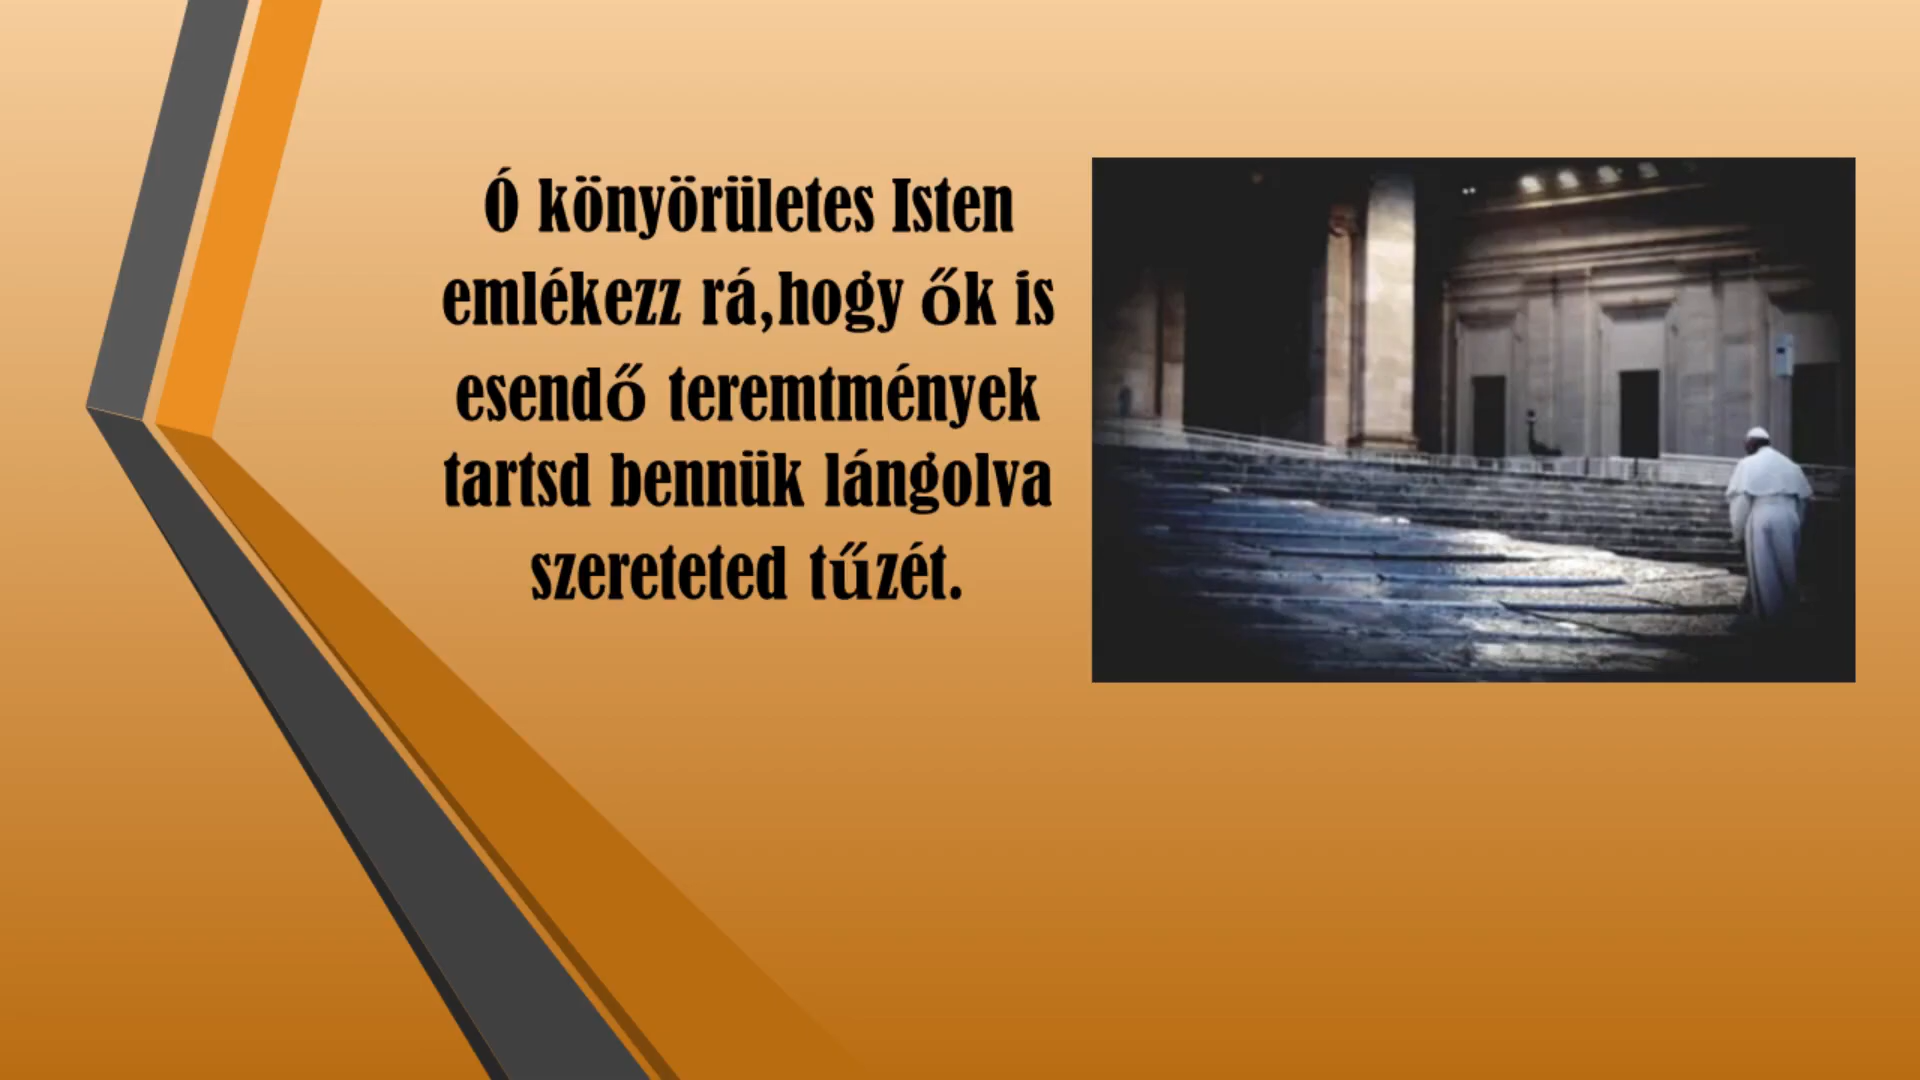 Ó könyörületes Isten
emlékezz rá,hogy ők is
esendő teremtmények
tartsd bennük lángolva
szereteted tűzét.